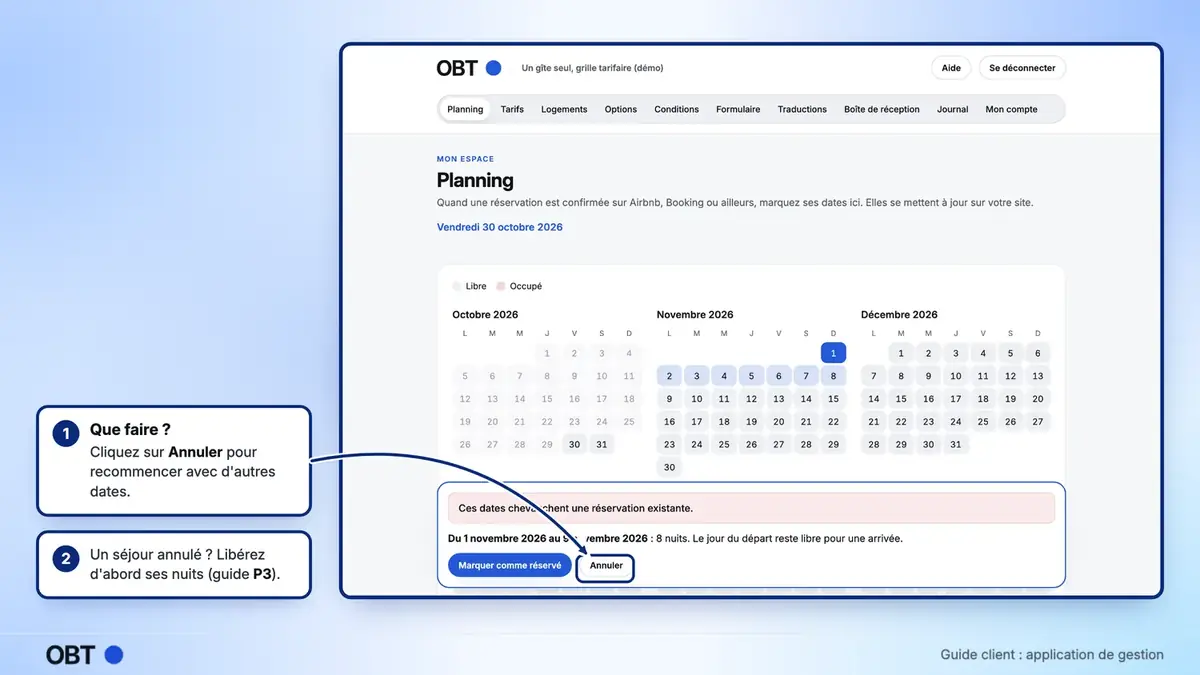 OBT
Un gîte seul, grille tarifaire (démo)
Aide
Se déconnecter
Planning
Tarifs
Logements
Options
Conditions
Formulaire
Traductions
Boîte de réception
Journal
Mon compte
MON ESPACE
Planning
Quand une réservation est confirmée sur Airbnb, Booking ou ailleurs, marquez ses dates ici. Elles se mettent à jour sur votre site.
Vendredi 30 octobre 2026
Libre
Occupé
Octobre 2026
L M M J V S D
1 2 3 4
5 6 7 8 9 10 11
12 13 14 15 16 17 18
19 20 21 22 23 24 25
26 27 28 29 30 31
Novembre 2026
L M M J V S D
1
2 3 4 5 6 7 8
9 10 11 12 13 14 15
16 17 18 19 20 21 22
23 24 25 26 27 28 29
30
Décembre 2026
L M M J V S D
1 2 3 4 5 6
7 8 9 10 11 12 13
14 15 16 17 18 19 20
21 22 23 24 25 26 27
28 29 30 31
Ces dates chevauchent une réservation existante.
Du 1 novembre 2026 au 9 novembre 2026 : 8 nuits. Le jour du départ reste libre pour une arrivée.
Marquer comme réservé
Annuler
1
Que faire ?
Cliquez sur Annuler pour
recommencer avec d'autres
dates.
2
Un séjour annulé ? Libérez
d'abord ses nuits (guide P3).
OBT
Guide client : application de gestion